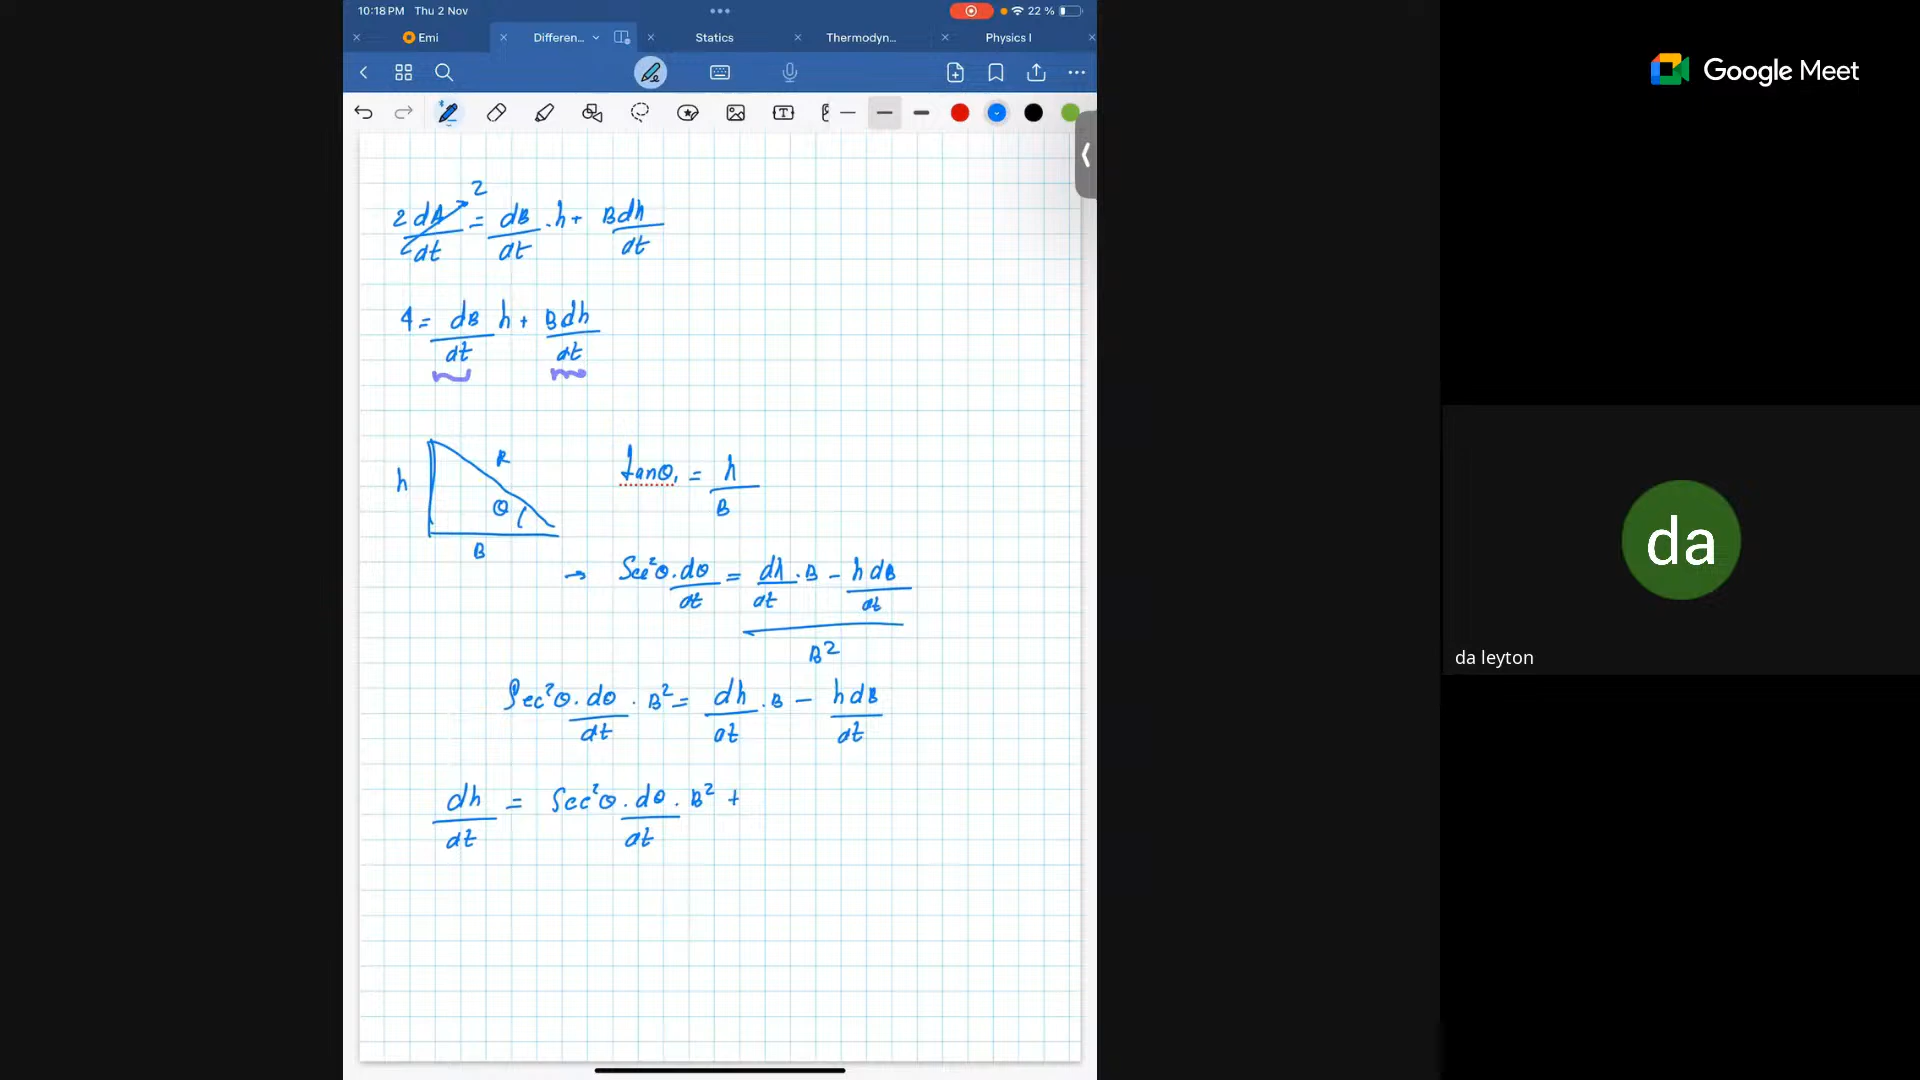 10:18 PM Thu 2 Nov
22 %
Emi
Differen...
Statics
Thermodyn...
Physics I
Google Meet
2
2 dA/dt = dB/dt . h + B dh/dt
4 = dB/dt h + B dh/dt
h
R
θ
B
tanθ, = h/B
→ Sec²θ . dθ/dt = (dh/dt . B - h dB/dt) / B²
Sec²θ . dθ/dt . B² = dh/dt . B - h dB/dt
dh/dt = Sec²θ . dθ/dt . B² +
da
da leyton